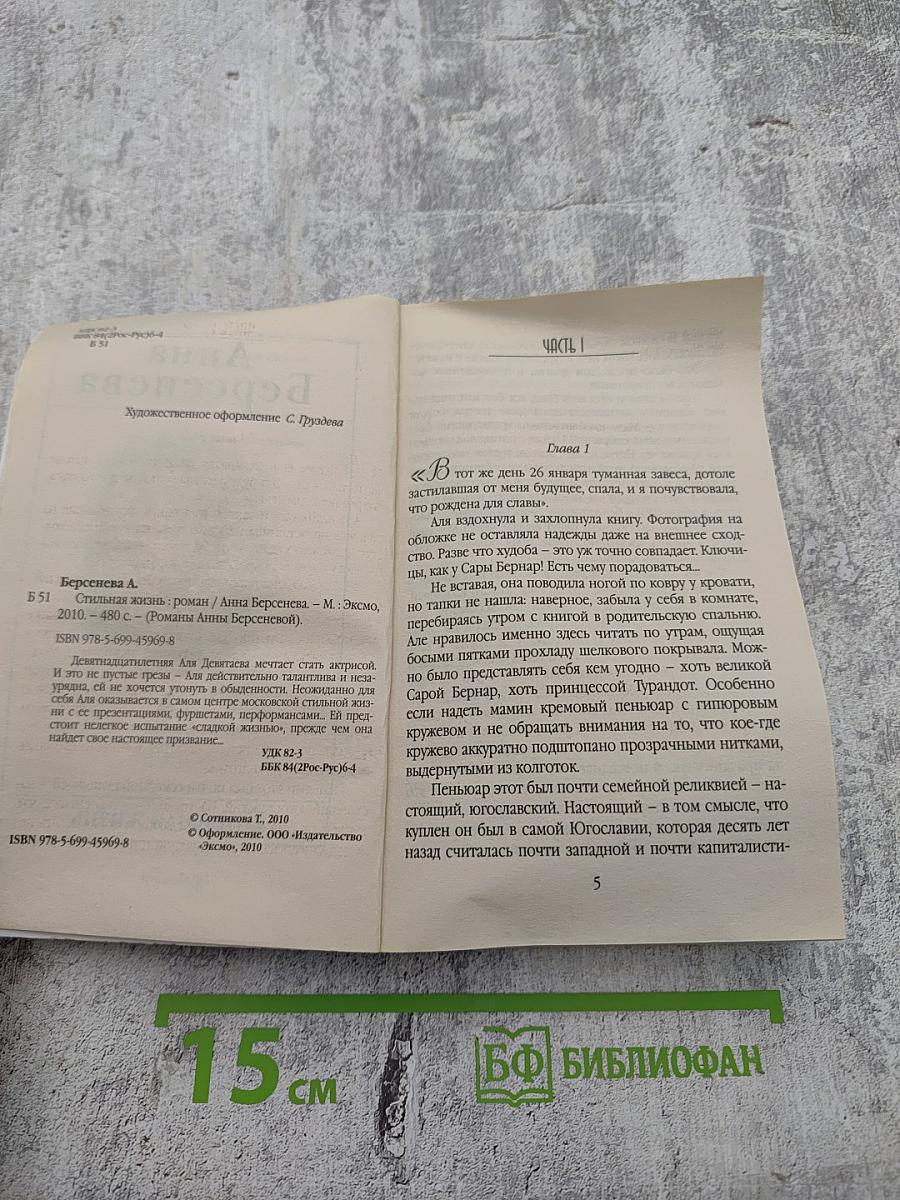 УДК 82-3
ББК 84(2Рос-Рус)6-4
Б 51
Художественное оформление С. Груздева
Берсенева А.
Б 51 Стильная жизнь : роман / Анна Берсенева. – М. : Эксмо,
2010. – 480 с. – (Романы Анны Берсеневой).
ISBN 978-5-699-45969-8
Девятнадцатилетняя Аля Девятаева мечтает стать актрисой.
И это не пустые грезы – Аля действительно талантлива и неза-
урядна, ей не хочется утонуть в обыденности. Неожиданно для
себя Аля оказывается в самом центре московской стильной жиз-
ни с ее презентациями, фуршетами, перформансами... Ей пред-
стоит нелегкое испытание «сладкой жизнью», прежде чем она
найдет свое настоящее призвание...
УДК 82-3
ББК 84(2Рос-Рус)6-4
© Сотникова Т., 2010
© Оформление. ООО «Издательство
«Эксмо», 2010
ISBN 978-5-699-45969-8
ЧАСТЬ I
Глава 1
«В тот же день 26 января туманная завеса, дотоле
застилавшая от меня будущее, спала, и я почувствовала,
что рождена для славы».
Аля вздохнула и захлопнула книгу. Фотография на
обложке не оставляла надежды даже на внешнее сход-
ство. Разве что худоба – это уж точно совпадает. Ключи-
цы, как у Сары Бернар! Есть чему порадоваться...
Не вставая, она поводила ногой по ковру у кровати,
но тапки не нашла: наверное, забыла у себя в комнате,
перебираясь утром с книгой в родительскую спальню.
Але нравилось именно здесь читать по утрам, ощущая
босыми пятками прохладу шелкового покрывала. Мож-
но было представлять себя кем угодно – хоть великой
Сарой Бернар, хоть принцессой Турандот. Особенно
если надеть мамин кремовый пеньюар с гипюровым
кружевом и не обращать внимания на то, что кое-где
кружево аккуратно подштопано прозрачными нитками,
выдернутыми из колготок.
Пеньюар этот был почти семейной реликвией – на-
стоящий, югославский. Настоящий – в том смысле, что
куплен он был в самой Югославии, которая десять лет
назад считалась почти западной и почти капиталисти-
5
15 см
БФ БИБЛИОФАН